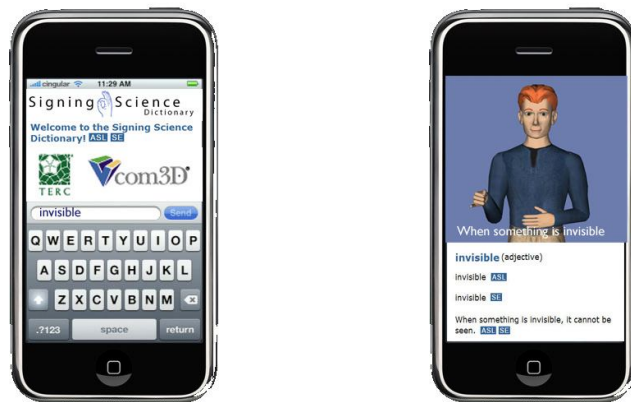 cingular 11:29 AM
Signing Science
Dictionary
Welcome to the Signing Science
Dictionary! ASL SE
TERC
Vcom3D
invisible Send
Q W E R T Y U I O P
A S D F G H J K L
Z X C V B N M
.?123 space return
When something is invisible
invisible (adjective)
invisible ASL
invisible SE
When something is invisible, it cannot be
seen. ASL SE